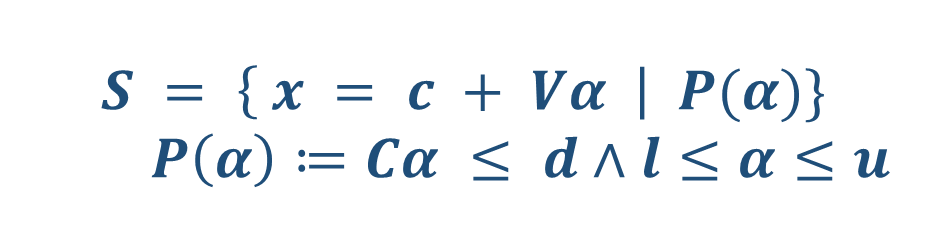 S = { x = c + Vα | P(α)}
P(α) ≔ Cα ≤ d ∧ l ≤ α ≤ u